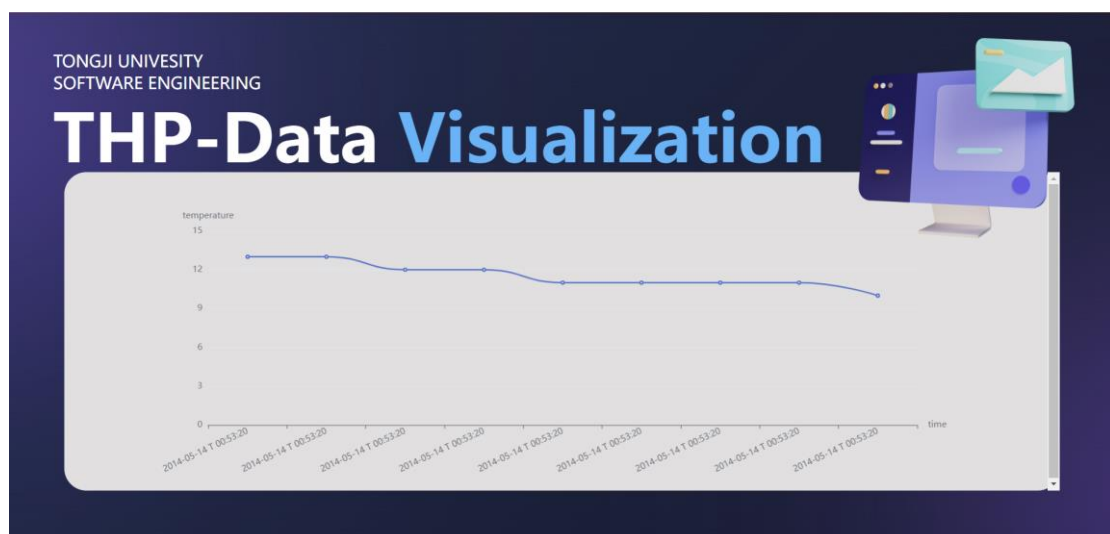 TONGJI UNIVESITY
SOFTWARE ENGINEERING
THP-Data Visualization
temperature
15
12
9
6
3
0
time
2014-05-14 T 00:53:20
2014-05-14 T 00:53:20
2014-05-14 T 00:53:20
2014-05-14 T 00:53:20
2014-05-14 T 00:53:20
2014-05-14 T 00:53:20
2014-05-14 T 00:53:20
2014-05-14 T 00:53:20
2014-05-14 T 00:53:20